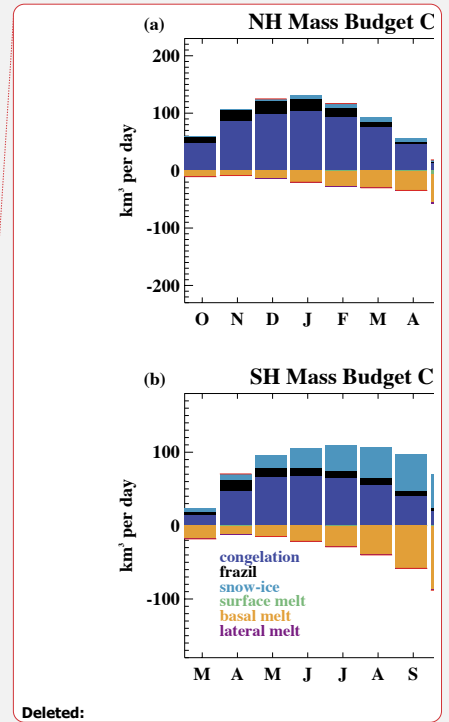 (a) NH Mass Budget C
km³ per day
100
0
-100
-200
O N D J F M A
(b) SH Mass Budget C
km³ per day
100
0
-100
congelation
frazil
snow-ice
surface melt
basal melt
lateral melt
M A M J J A S
Deleted: